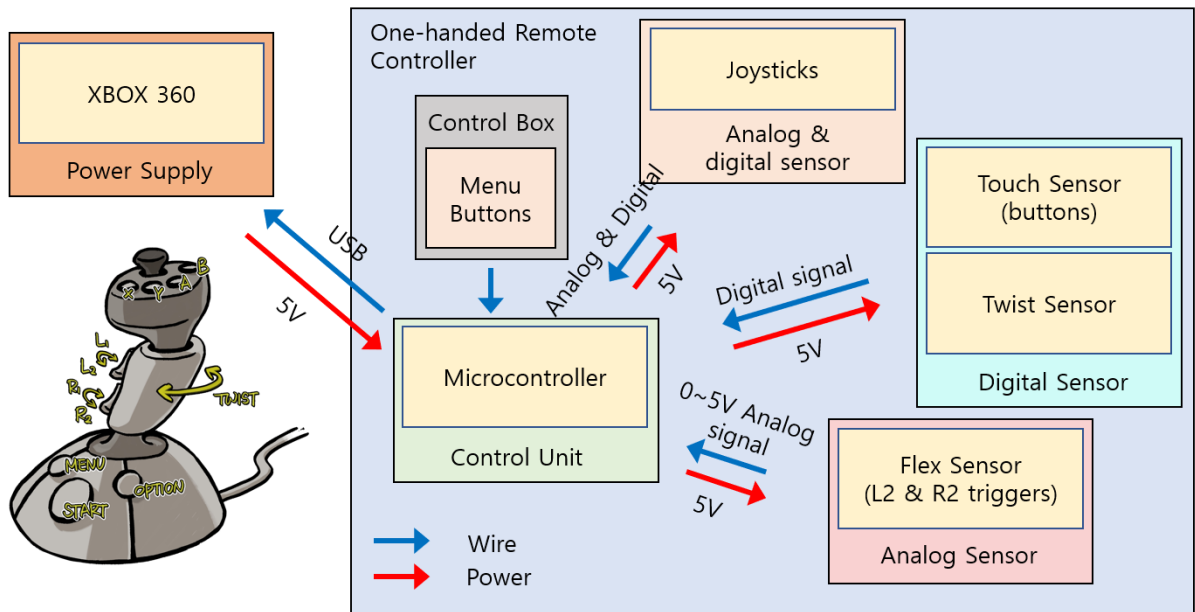 XBOX 360
Power Supply
One-handed Remote
Controller
Control Box
Menu
Buttons
Joysticks
Analog &
digital sensor
Touch Sensor
(buttons)
Twist Sensor
Digital Sensor
USB
5V
Analog & Digital
5V
Digital signal
5V
Microcontroller
Control Unit
0~5V Analog
signal
5V
Flex Sensor
(L2 & R2 triggers)
Analog Sensor
Wire
Power
X
Y
A
B
L1
L2
R1
R2
TWIST
MENU
OPTION
START